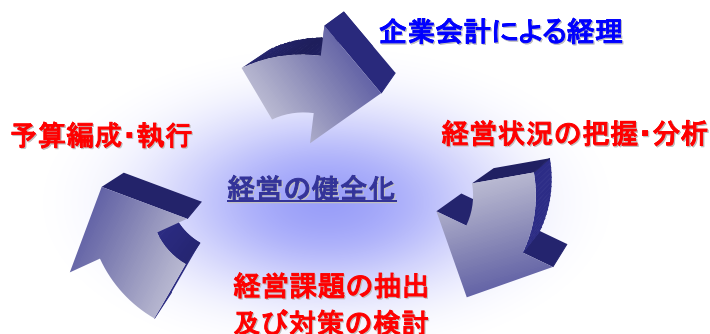 企業会計による経理
予算編成・執行
経営状況の把握・分析
経営の健全化
経営課題の抽出
及び対策の検討